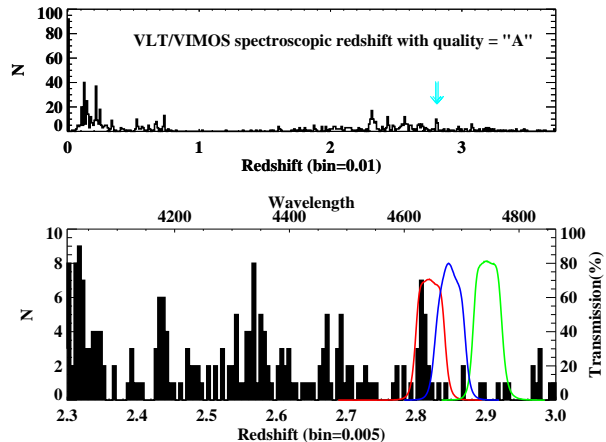 VLT/VIMOS spectroscopic redshift with quality = "A"
N
100
80
60
40
20
0
0 1 2 3
Redshift (bin=0.01)
Wavelength
4200 4400 4600 4800
N
10
8
6
4
2
0
100
80
60
40
20
0
Transmission(%)
2.3 2.4 2.5 2.6 2.7 2.8 2.9 3.0
Redshift (bin=0.005)